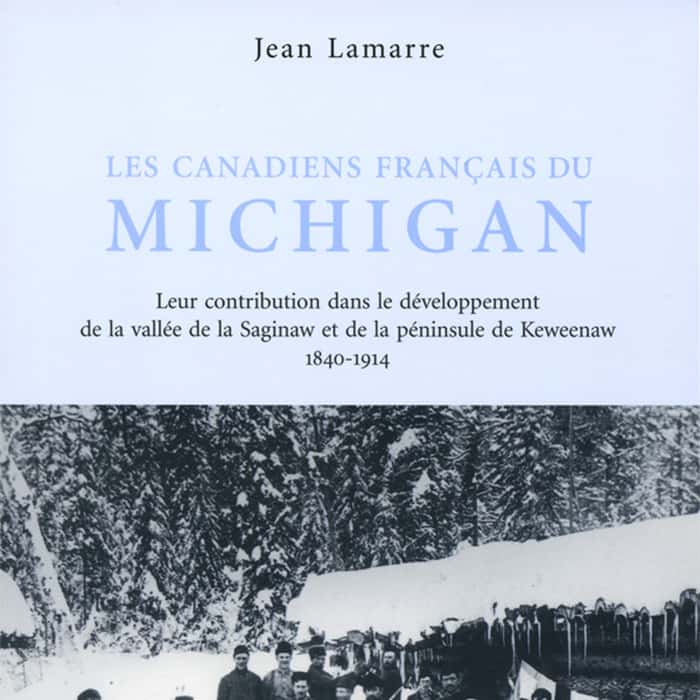 Jean Lamarre
LES CANADIENS FRANÇAIS DU
MICHIGAN
Leur contribution dans le développement
de la vallée de la Saginaw et de la péninsule de Keweenaw
1840-1914